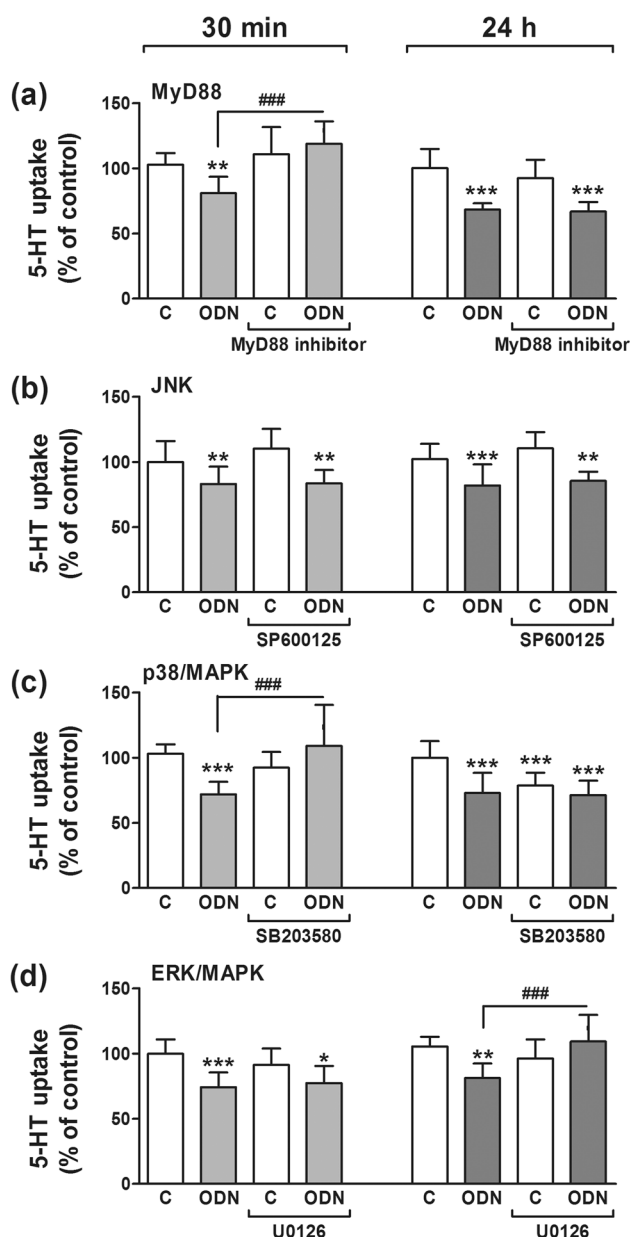 30 min 24 h
(a) MyD88
###
** *** ***
5-HT uptake
(% of control)
150
100
50
0
C ODN C ODN C ODN C ODN
MyD88 inhibitor MyD88 inhibitor
(b) JNK
** ** *** **
5-HT uptake
(% of control)
150
100
50
0
C ODN C ODN C ODN C ODN
SP600125 SP600125
(c) p38/MAPK
###
*** *** *** ***
5-HT uptake
(% of control)
150
100
50
0
C ODN C ODN C ODN C ODN
SB203580 SB203580
(d) ERK/MAPK
###
*** * **
5-HT uptake
(% of control)
150
100
50
0
C ODN C ODN C ODN C ODN
U0126 U0126